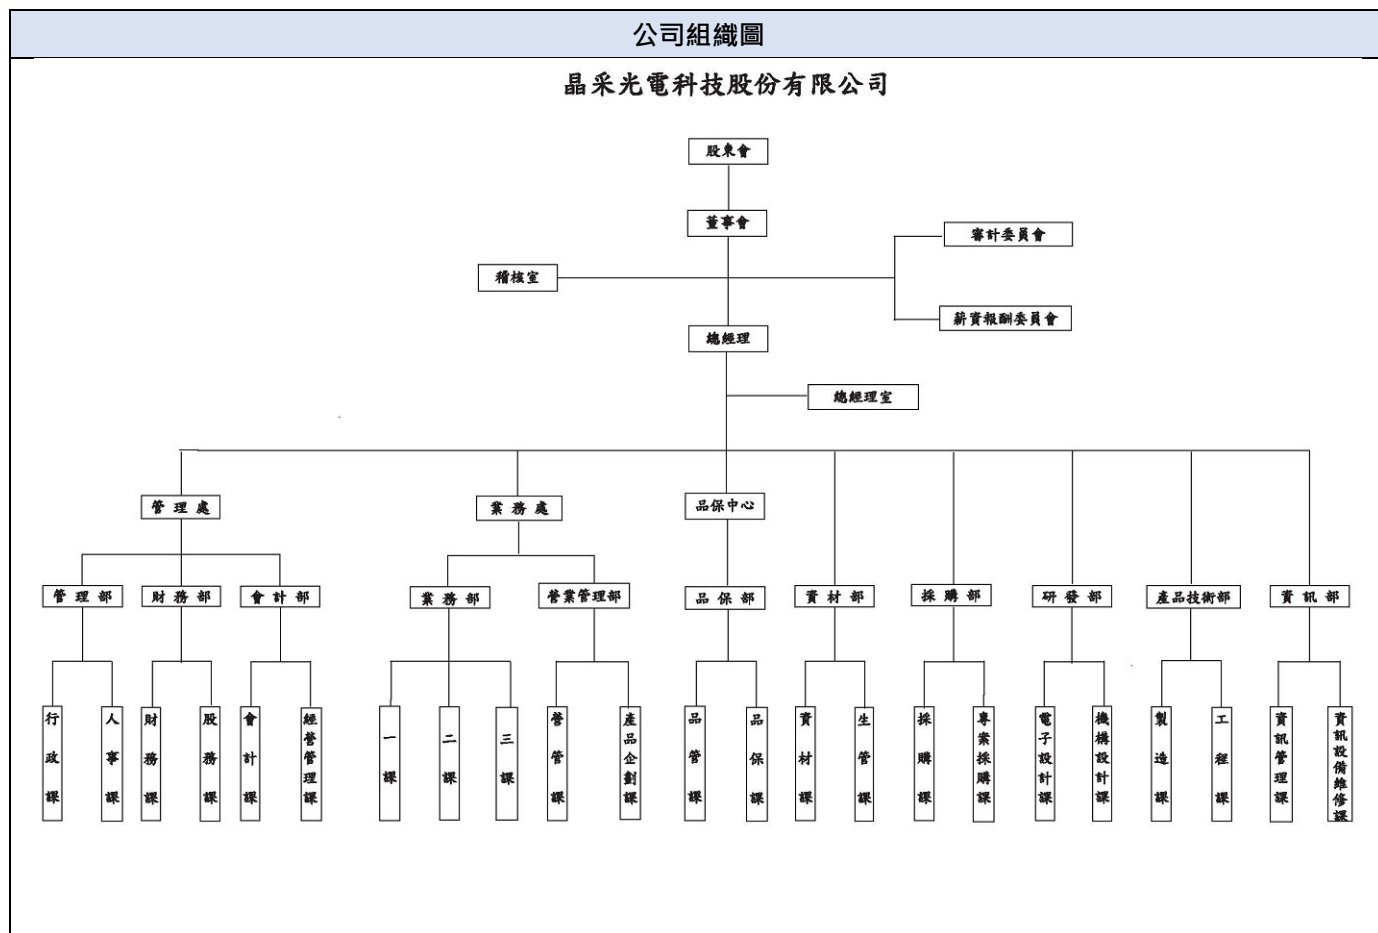 公司組織圖
晶采光電科技股份有限公司
股東會
董事會
審計委員會
稽核室
薪資報酬委員會
總經理
總經理室
管理處
業務處
品保中心
管理部
財務部
會計部
業務部
營業管理部
品保部
資材部
採購部
研發部
產品技術部
資訊部
行政課
人事課
財務課
股務課
會計課
經營管理課
一課
二課
三課
營管課
產品企劃課
品管課
品保課
資材課
生管課
採購課
專案採購課
電子設計課
機構設計課
製造課
工程課
資訊管理課
資訊設備維修課